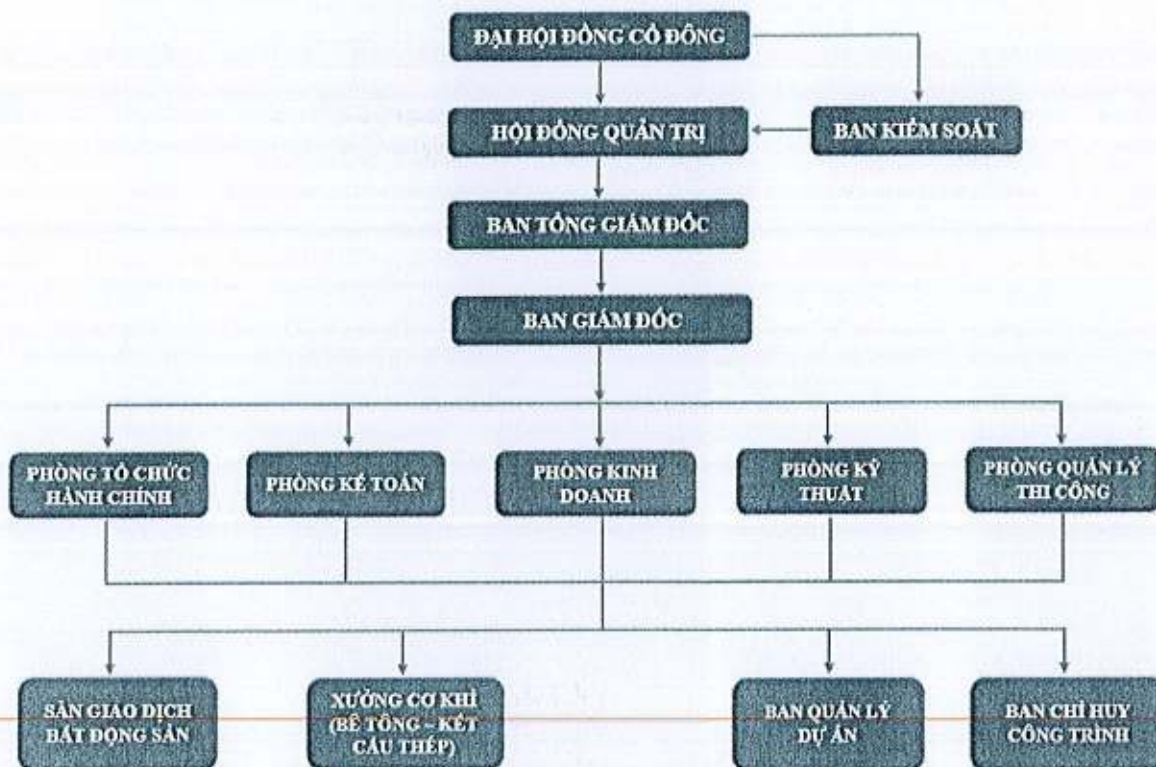 ĐẠI HỘI ĐỒNG CỔ ĐÔNG
HỘI ĐỒNG QUẢN TRỊ
BAN KIỂM SOÁT
BAN TỔNG GIÁM ĐỐC
BAN GIÁM ĐỐC
PHÒNG TỔ CHỨC
HÀNH CHÍNH
PHÒNG KẾ TOÁN
PHÒNG KINH
DOANH
PHÒNG KỸ
THUẬT
PHÒNG QUẢN LÝ
THI CÔNG
SÀN GIAO DỊCH
BẤT ĐỘNG SẢN
XƯỞNG CƠ KHÍ
(BÊ TÔNG – KẾT
CẤU THÉP)
BAN QUẢN LÝ
DỰ ÁN
BAN CHỈ HUY
CÔNG TRÌNH